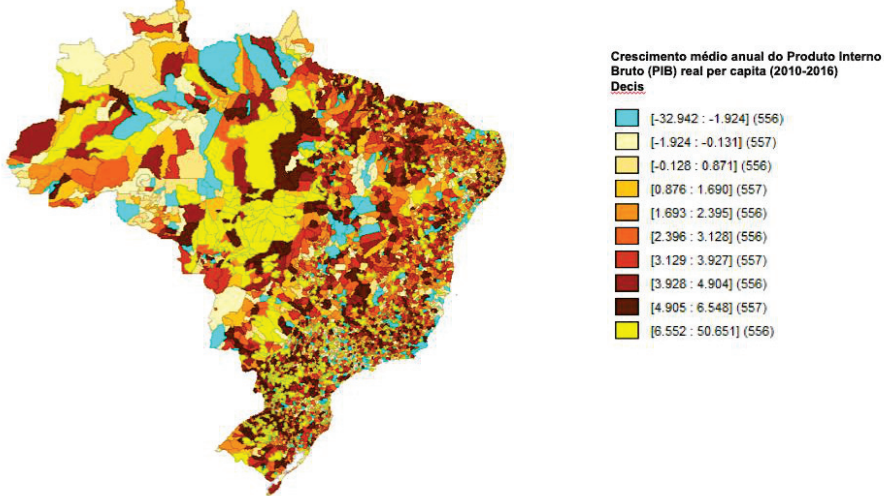 Crescimento médio anual do Produto Interno
Bruto (PIB) real per capita (2010-2016)
Decis
[-32.942 : -1.924] (556)
[-1.924 : -0.131] (557)
[-0.128 : 0.871] (556)
[0.876 : 1.690] (557)
[1.693 : 2.395] (556)
[2.396 : 3.128] (556)
[3.129 : 3.927] (557)
[3.928 : 4.904] (556)
[4.905 : 6.548] (557)
[6.552 : 50.651] (556)